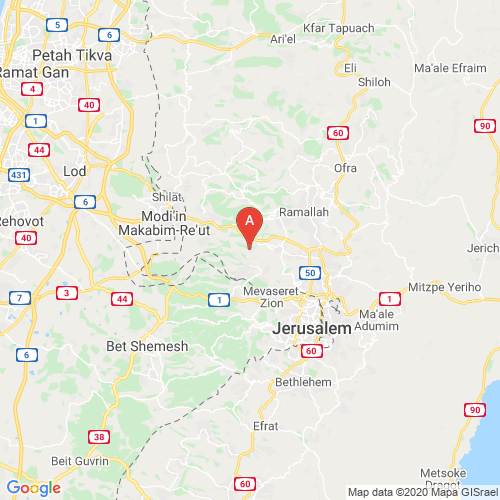 Kfar Tapuach
5
5
6
60
Petah Tikva
Ari'el
Ramat Gan
Eli
Ma'ale Efraim
4
Shiloh
40
1
90
60
44
Lod
Ofra
431
6
Shilat
Ramallah
Rehovot
Modi'in
Makabim-Re'ut
A
40
443
Jerich
50
Mitzpe Yeriho
7
3
44
1
Mevaseret
Zion
1
Ma'ale
Adumim
Jerusalem
Bet Shemesh
60
6
Bethlehem
90
Efrat
38
Beit Guvrin
Metsoke
Dragot
60
Google
Map data ©2020 Mapa GISrael